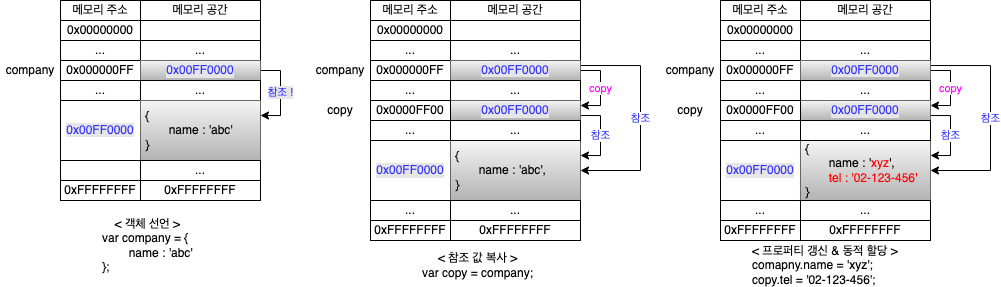 메모리 주소 메모리 공간
0x00000000
... ...
company 0x000000FF 0x00FF0000
... ...
참조 !
0x00FF0000
{
name : 'abc'
}
... ...
0xFFFFFFFF 0xFFFFFFFF
< 객체 선언 >
var company = {
name : 'abc'
};
메모리 주소 메모리 공간
0x00000000
... ...
company 0x000000FF 0x00FF0000
... ...
copy
copy 0x0000FF00 0x00FF0000
참조
... ...
참조
0x00FF0000
{
name : 'abc',
}
... ...
0xFFFFFFFF 0xFFFFFFFF
< 참조 값 복사 >
var copy = company;
메모리 주소 메모리 공간
0x00000000
... ...
company 0x000000FF 0x00FF0000
... ...
copy
copy 0x0000FF00 0x00FF0000
참조
... ...
참조
0x00FF0000
{
name : 'xyz',
tel : '02-123-456'
}
... ...
0xFFFFFFFF 0xFFFFFFFF
< 프로퍼티 갱신 & 동적 할당 >
comapny.name = 'xyz';
copy.tel = '02-123-456';